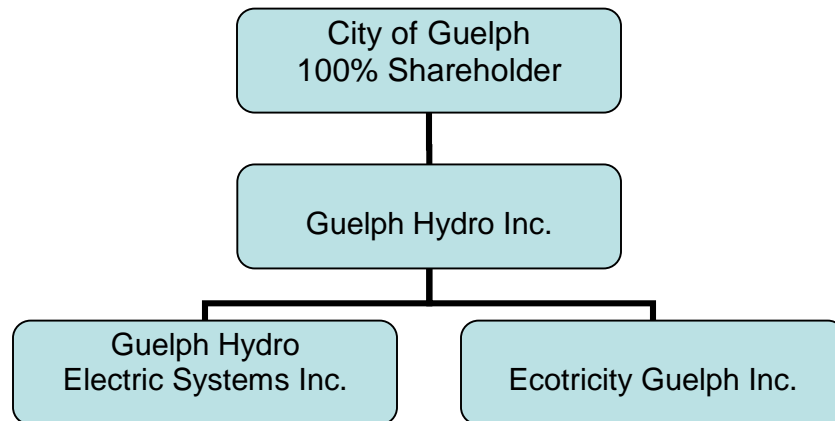 City of Guelph
100% Shareholder
Guelph Hydro Inc.
Guelph Hydro
Electric Systems Inc.
Ecotricity Guelph Inc.